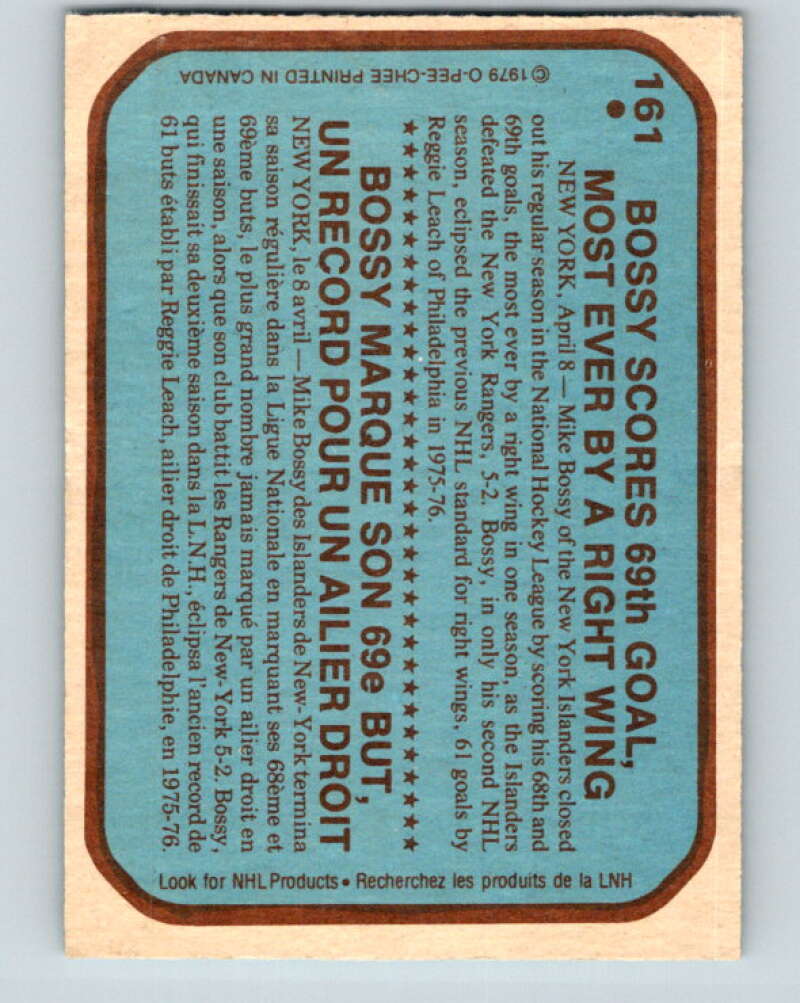 161
BOSSY SCORES 69th GOAL,
MOST EVER BY A RIGHT WING
NEW YORK, April 8 — Mike Bossy of the New York Islanders closed
out his regular season in the National Hockey League by scoring his 68th and
69th goals, the most ever by a right wing in one season, as the Islanders
defeated the New York Rangers, 5-2. Bossy, in only his second NHL
season, eclipsed the previous NHL standard for right wings, 61 goals by
Reggie Leach of Philadelphia in 1975-76.
BOSSY MARQUE SON 69e BUT,
UN RECORD POUR UN AILIER DROIT
NEW YORK, le 8 avril — Mike Bossy des Islanders de New-York termina
sa saison régulière dans la Ligue Nationale en marquant ses 68ème et
69ème buts, le plus grand nombre jamais marqué par un ailier droit en
une saison, alors que son club battit les Rangers de New-York 5-2. Bossy,
qui finissait sa deuxième saison dans la L.N.H., éclipsa l'ancien record de
61 buts établi par Reggie Leach, ailier droit de Philadelphie, en 1975-76.
© 1979 O-PEE-CHEE PRINTED IN CANADA
Look for NHL Products • Recherchez les produits de la LNH